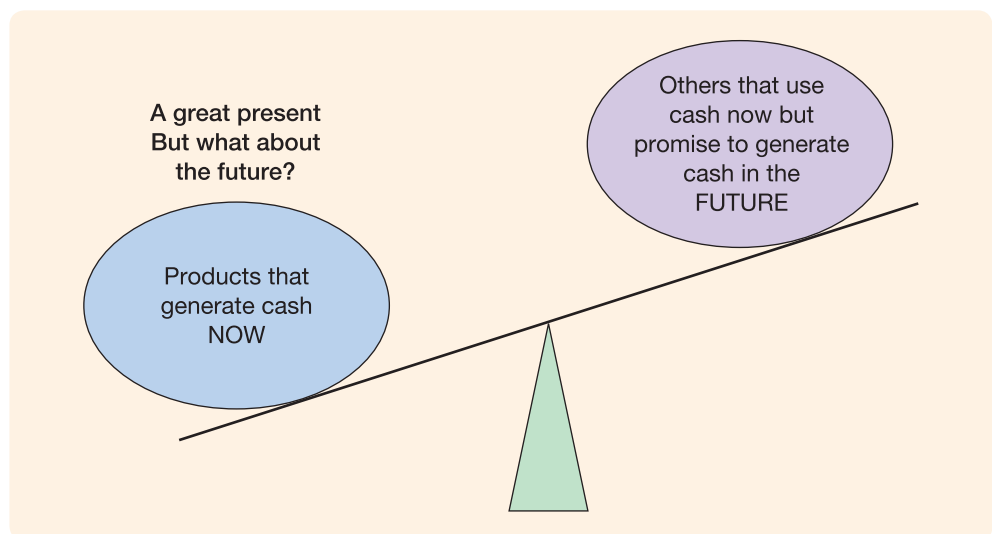 A great present
But what about
the future?
Products that
generate cash
NOW
Others that use
cash now but
promise to generate
cash in the
FUTURE